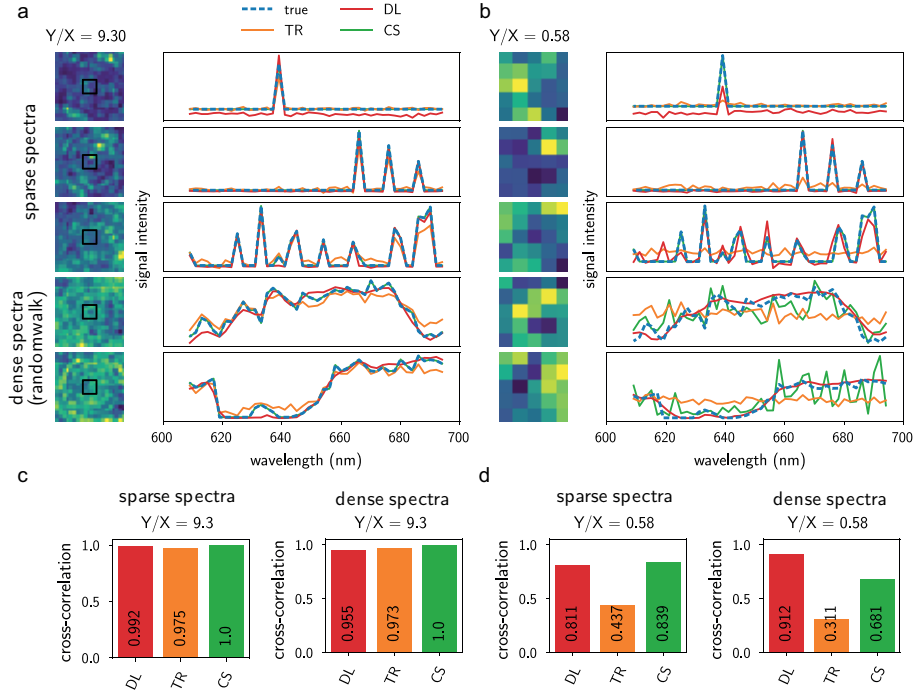 a
true
DL
TR
CS
b
Y/X = 9.30
Y/X = 0.58
sparse spectra
dense spectra
(randomwalk)
signal intensity
signal intensity
600
620
640
660
680
700
600
620
640
660
680
700
wavelength (nm)
wavelength (nm)
c
sparse spectra
Y/X = 9.3
dense spectra
Y/X = 9.3
d
sparse spectra
Y/X = 0.58
dense spectra
Y/X = 0.58
cross-correlation
1.0
0.5
0.0
0.992
0.975
1.0
DL
TR
CS
cross-correlation
1.0
0.5
0.0
0.955
0.973
1.0
DL
TR
CS
cross-correlation
1.0
0.5
0.0
0.811
0.437
0.839
DL
TR
CS
cross-correlation
1.0
0.5
0.0
0.912
0.311
0.681
DL
TR
CS